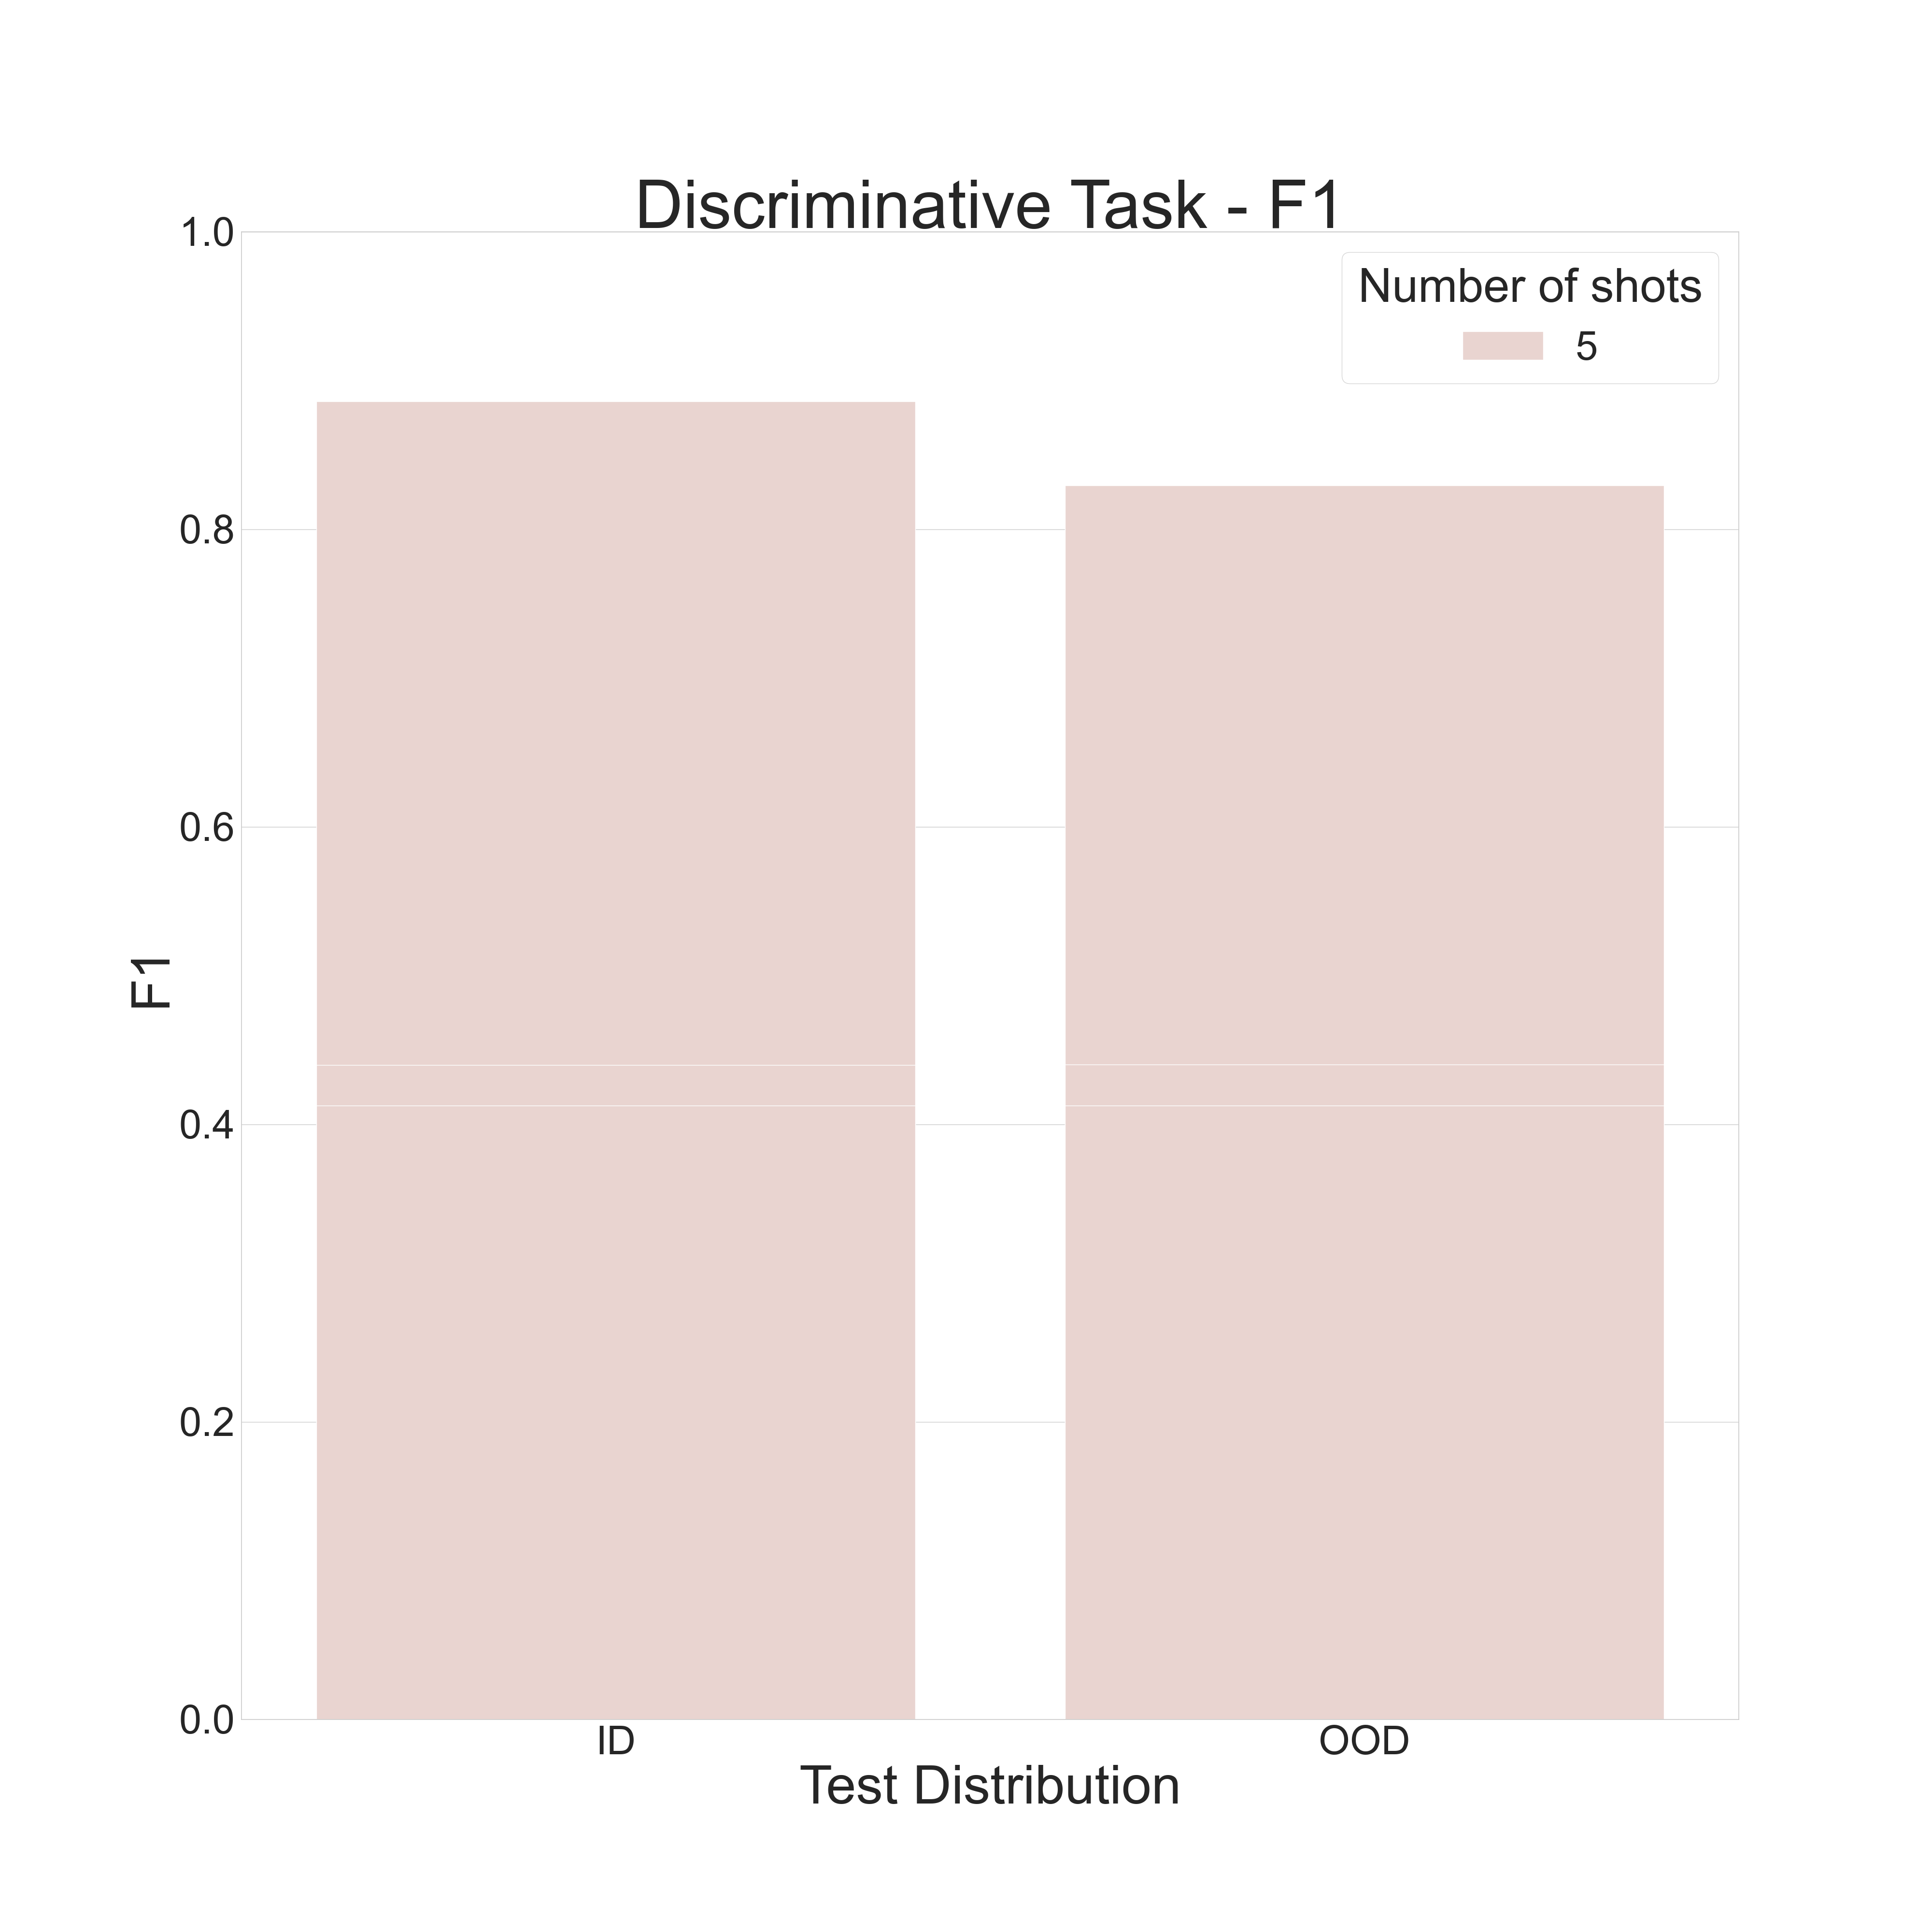 Discriminative Task - F1
Number of shots
5
1.0
0.8
0.6
0.4
0.2
0.0
F1
ID
OOD
Test Distribution